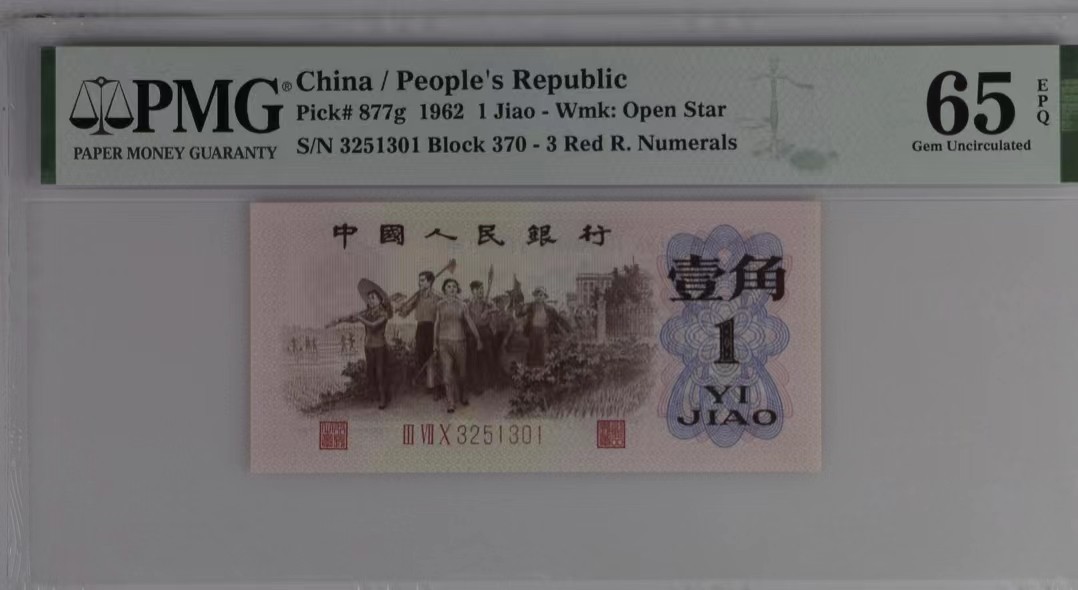 PMG®
PAPER MONEY GUARANTY
China / People's Republic
Pick# 877g 1962 1 Jiao - Wmk: Open Star
S/N 3251301 Block 370 - 3 Red R. Numerals
65
EPQ
Gem Uncirculated
中國人民銀行
壹角
1
YI
JIAO
III VII X 3251301